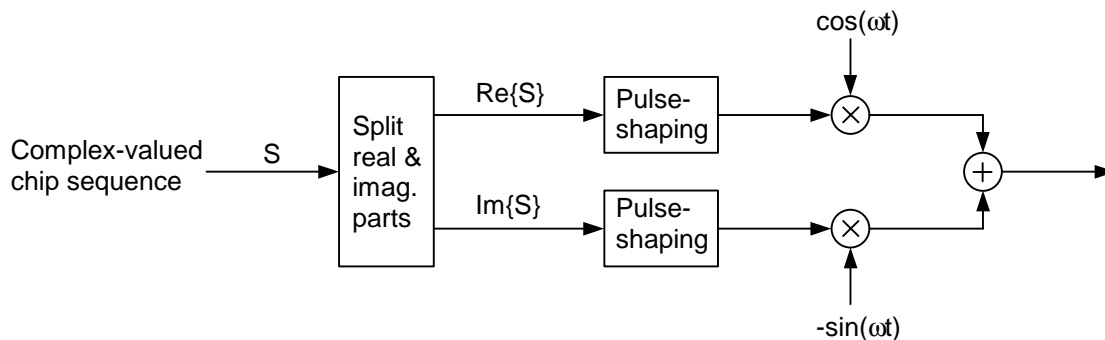 cos(ωt)
Re{S}
Pulse-
shaping
Complex-valued
chip sequence
S
Split
real &
imag.
parts
Im{S}
Pulse-
shaping
-sin(ωt)